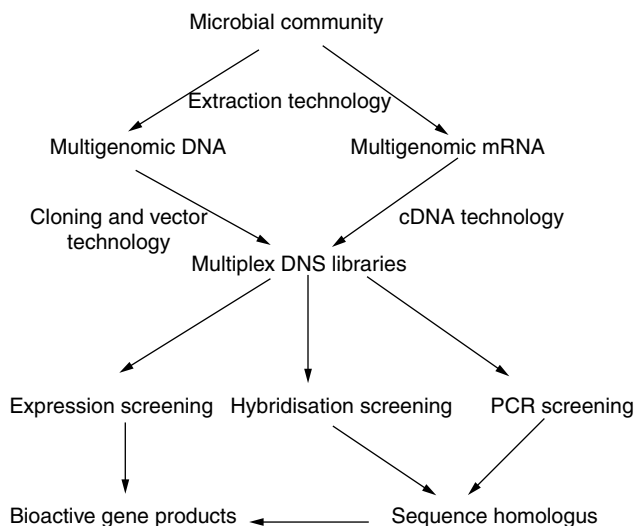 Microbial community
Extraction technology
Multigenomic DNA
Multigenomic mRNA
Cloning and vector
technology
cDNA technology
Multiplex DNS libraries
Expression screening
Hybridisation screening
PCR screening
Bioactive gene products
Sequence homologus